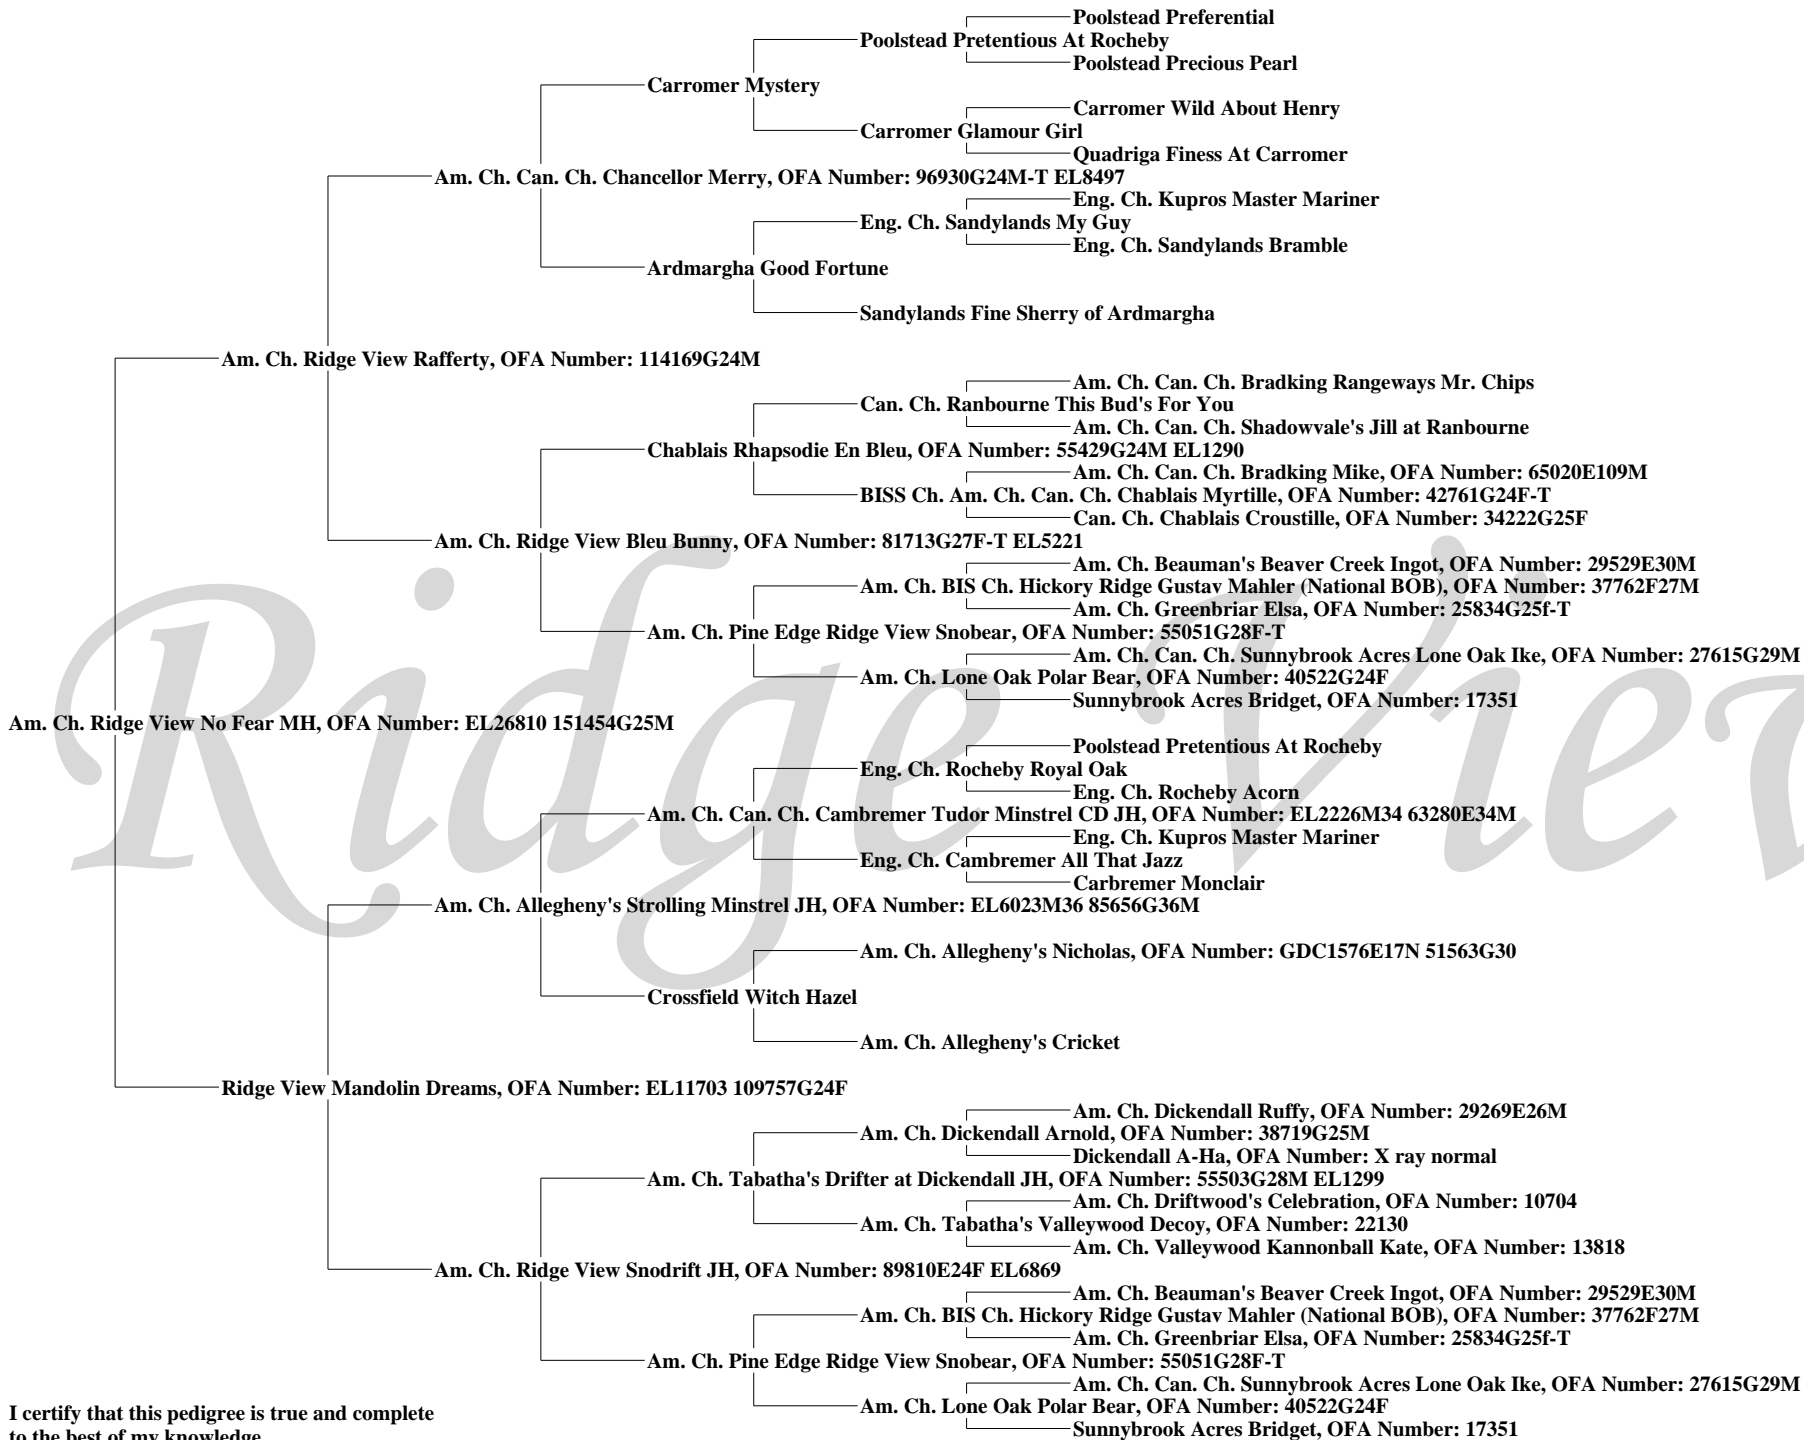 Poolstead Preferential
Poolstead Pretentious At Rocheby
Poolstead Precious Pearl
Carromer Mystery
Carromer Wild About Henry
Carromer Glamour Girl
Quadriga Finess At Carromer
Am. Ch. Can. Ch. Chancellor Merry, OFA Number: 96930G24M-T EL8497
Eng. Ch. Kupros Master Mariner
Eng. Ch. Sandylands My Guy
Eng. Ch. Sandylands Bramble
Ardmargha Good Fortune
Sandylands Fine Sherry of Ardmargha
Am. Ch. Ridge View Rafferty, OFA Number: 114169G24M
Am. Ch. Can. Ch. Bradking Rangeways Mr. Chips
Can. Ch. Ranbourne This Bud's For You
Am. Ch. Can. Ch. Shadowvale's Jill at Ranbourne
Chablais Rhapsodie En Bleu, OFA Number: 55429G24M EL1290
Am. Ch. Can. Ch. Bradking Mike, OFA Number: 65020E109M
BISS Ch. Am. Ch. Can. Ch. Chablais Myrtille, OFA Number: 42761G24F-T
Can. Ch. Chablais Croustille, OFA Number: 34222G25F
Am. Ch. Ridge View Bleu Bunny, OFA Number: 81713G27F-T EL5221
Am. Ch. Beauman's Beaver Creek Ingot, OFA Number: 29529E30M
Am. Ch. BIS Ch. Hickory Ridge Gustav Mahler (National BOB), OFA Number: 37762F27M
Am. Ch. Greenbriar Elsa, OFA Number: 25834G25f-T
Am. Ch. Pine Edge Ridge View Snobear, OFA Number: 55051G28F-T
Am. Ch. Can. Ch. Sunnybrook Acres Lone Oak Ike, OFA Number: 27615G29M
Am. Ch. Lone Oak Polar Bear, OFA Number: 40522G24F
Sunnybrook Acres Bridget, OFA Number: 17351
Am. Ch. Ridge View No Fear MH, OFA Number: EL26810 151454G25M
Ridge View
Poolstead Pretentious At Rocheby
Eng. Ch. Rocheby Royal Oak
Eng. Ch. Rocheby Acorn
Am. Ch. Can. Ch. Cambremer Tudor Minstrel CD JH, OFA Number: EL2226M34 63280E34M
Eng. Ch. Kupros Master Mariner
Eng. Ch. Cambremer All That Jazz
Carbremer Monclair
Am. Ch. Allegheny's Strolling Minstrel JH, OFA Number: EL6023M36 85656G36M
Am. Ch. Allegheny's Nicholas, OFA Number: GDC1576E17N 51563G30
Crossfield Witch Hazel
Am. Ch. Allegheny's Cricket
Ridge View Mandolin Dreams, OFA Number: EL11703 109757G24F
Am. Ch. Dickendall Ruffy, OFA Number: 29269E26M
Am. Ch. Dickendall Arnold, OFA Number: 38719G25M
Dickendall A-Ha, OFA Number: X ray normal
Am. Ch. Tabatha's Drifter at Dickendall JH, OFA Number: 55503G28M EL1299
Am. Ch. Driftwood's Celebration, OFA Number: 10704
Am. Ch. Tabatha's Valleywood Decoy, OFA Number: 22130
Am. Ch. Valleywood Kannonball Kate, OFA Number: 13818
Am. Ch. Ridge View Snodrift JH, OFA Number: 89810E24F EL6869
Am. Ch. Beauman's Beaver Creek Ingot, OFA Number: 29529E30M
Am. Ch. BIS Ch. Hickory Ridge Gustav Mahler (National BOB), OFA Number: 37762F27M
Am. Ch. Greenbriar Elsa, OFA Number: 25834G25f-T
Am. Ch. Pine Edge Ridge View Snobear, OFA Number: 55051G28F-T
Am. Ch. Can. Ch. Sunnybrook Acres Lone Oak Ike, OFA Number: 27615G29M
Am. Ch. Lone Oak Polar Bear, OFA Number: 40522G24F
Sunnybrook Acres Bridget, OFA Number: 17351
I certify that this pedigree is true and complete
to the best of my knowledge